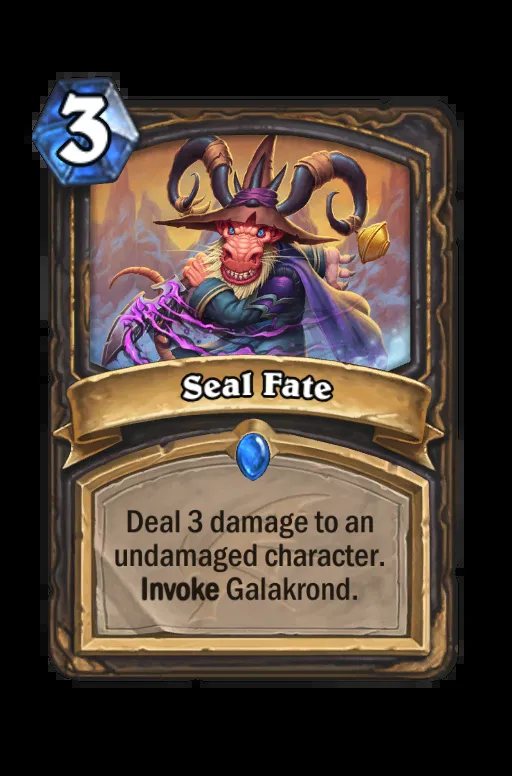 3
Seal Fate
Deal 3 damage to an
undamaged character.
Invoke Galakrond.